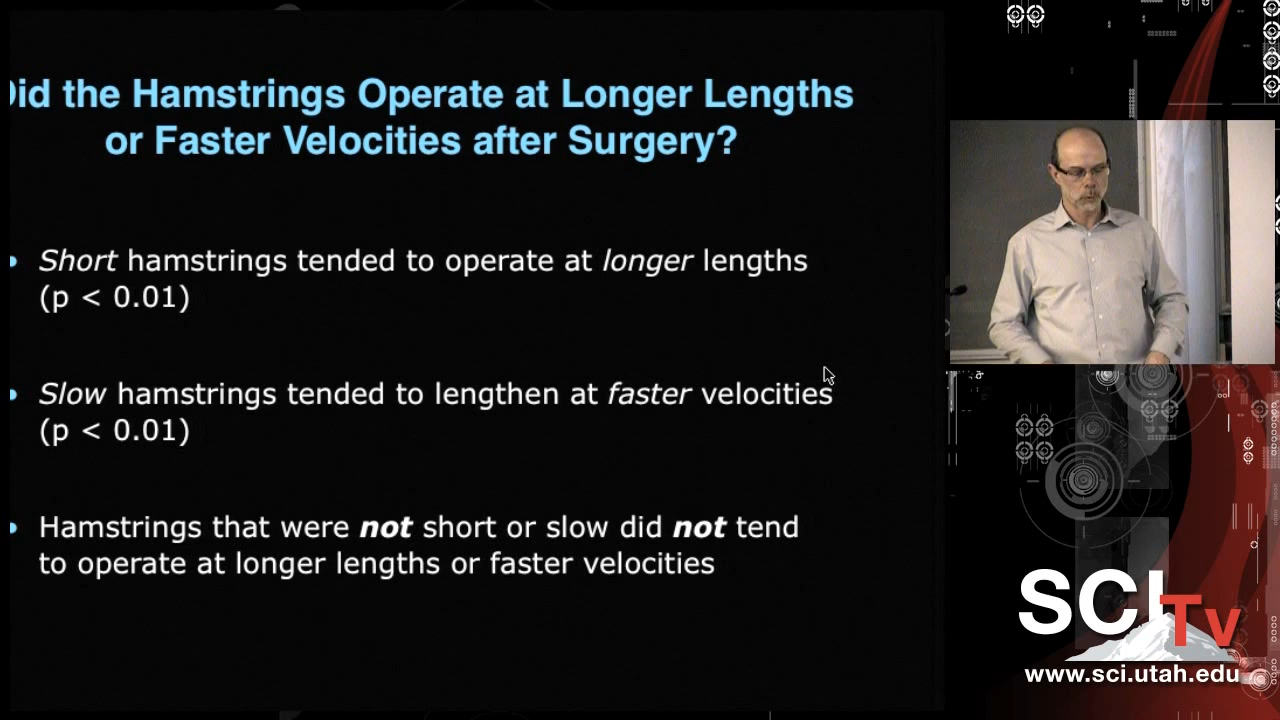 Did the Hamstrings Operate at Longer Lengths
or Faster Velocities after Surgery?
• Short hamstrings tended to operate at longer lengths
(p < 0.01)
• Slow hamstrings tended to lengthen at faster velocities
(p < 0.01)
• Hamstrings that were not short or slow did not tend
to operate at longer lengths or faster velocities
SCI TV
www.sci.utah.edu